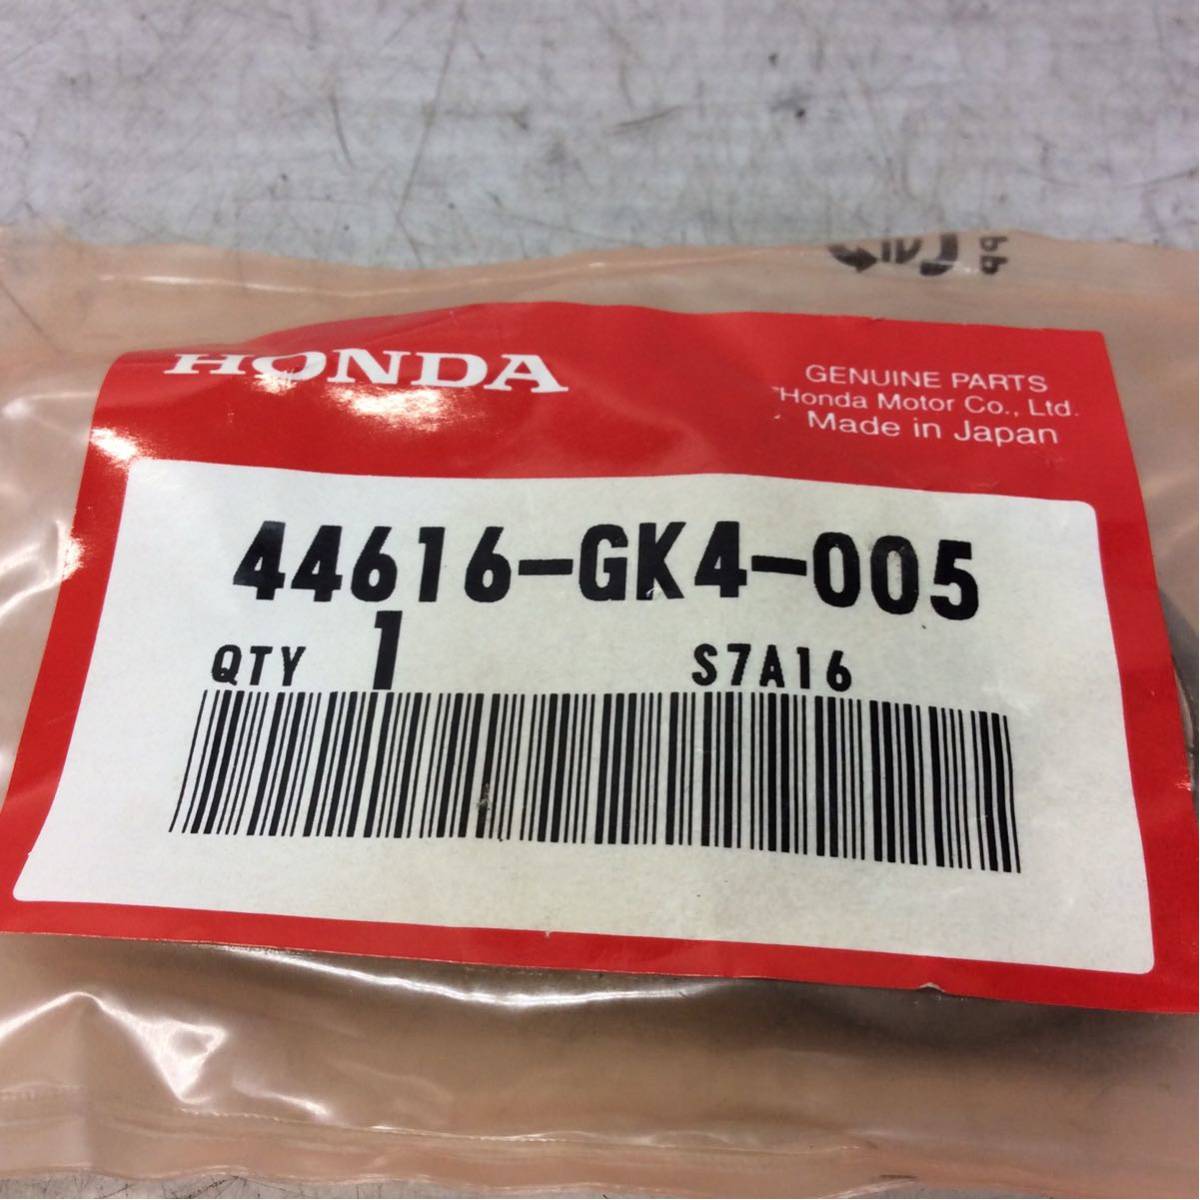 HONDA
GENUINE PARTS
Honda Motor Co., Ltd.
Made in Japan
44616-GK4-005
QTY 1 S7A16